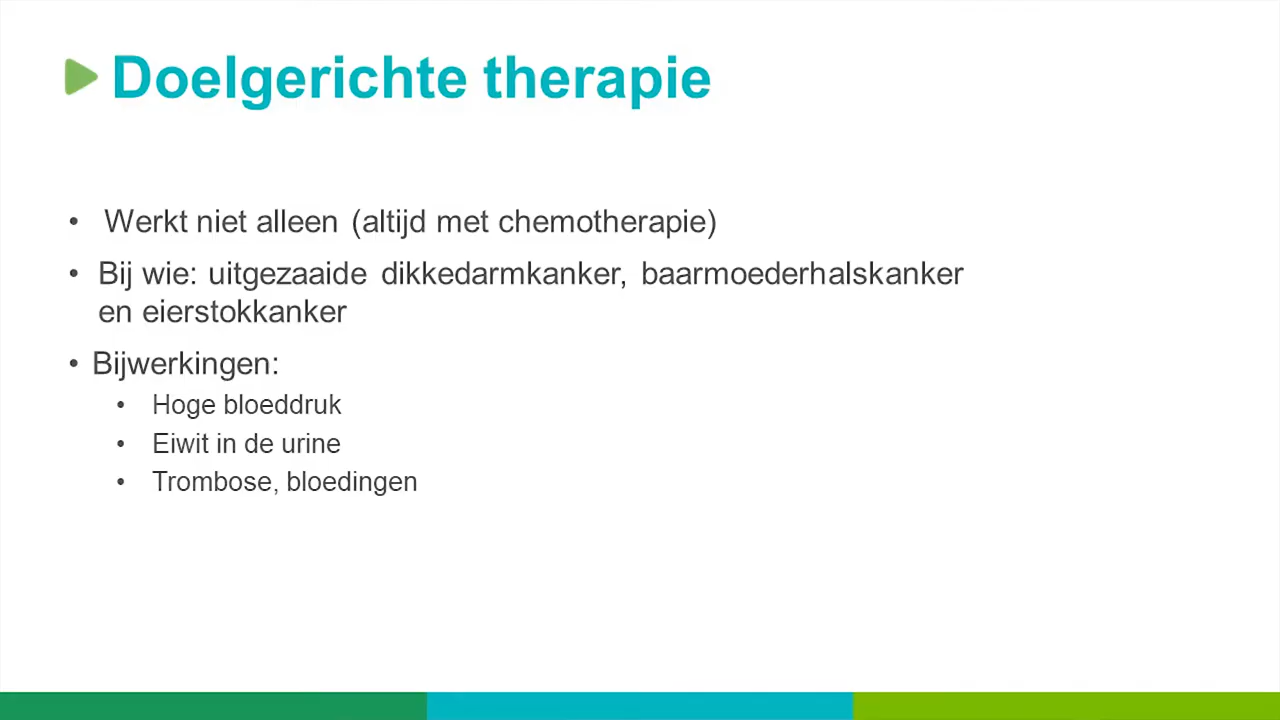 Doelgerichte therapie
• Werkt niet alleen (altijd met chemotherapie)
• Bij wie: uitgezaaide dikkedarmkanker, baarmoederhalskanker
en eierstokkanker
• Bijwerkingen:
• Hoge bloeddruk
• Eiwit in de urine
• Trombose, bloedingen